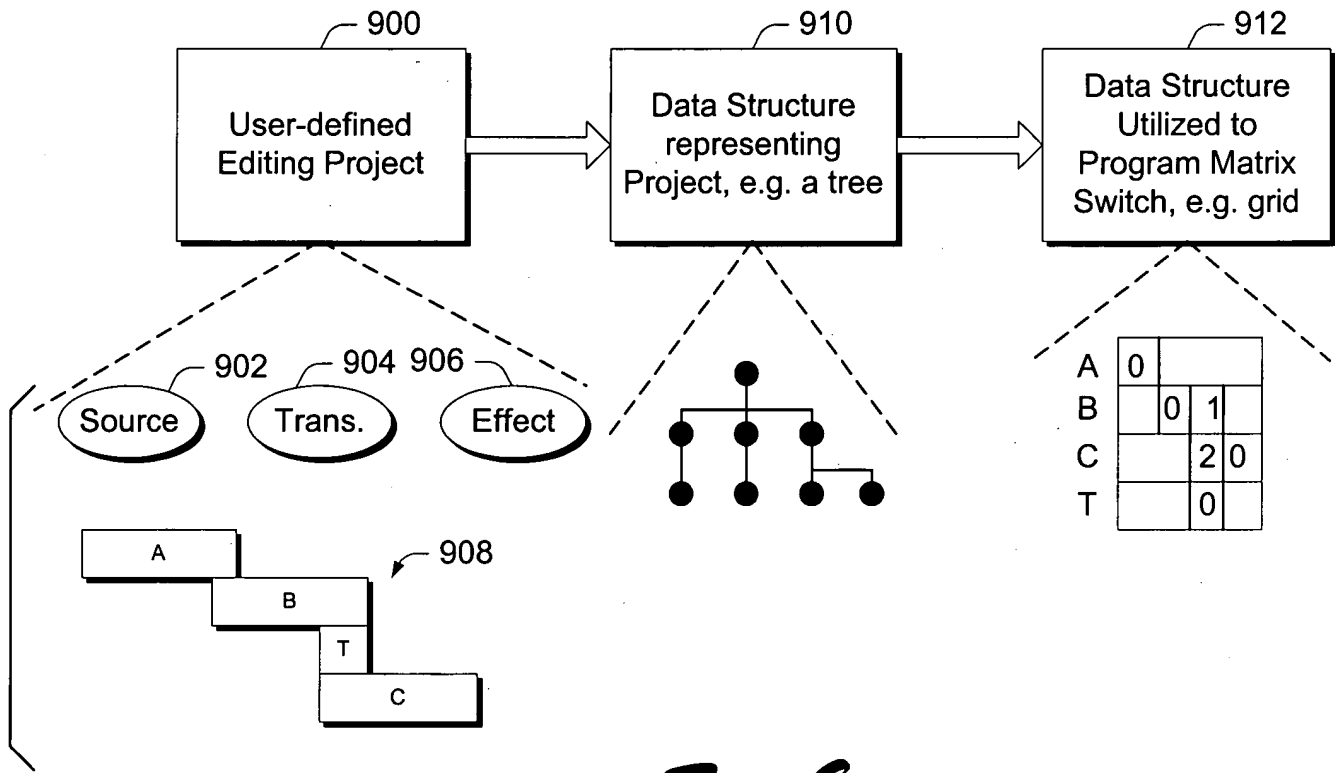 900
910
912
User-defined
Editing Project
Data Structure
representing
Project, e.g. a tree
Data Structure
Utilized to
Program Matrix
Switch, e.g. grid
902
904
906
Source
Trans.
Effect
A
B
T
C
908
A 0
B 0 1
C 2 0
T 0